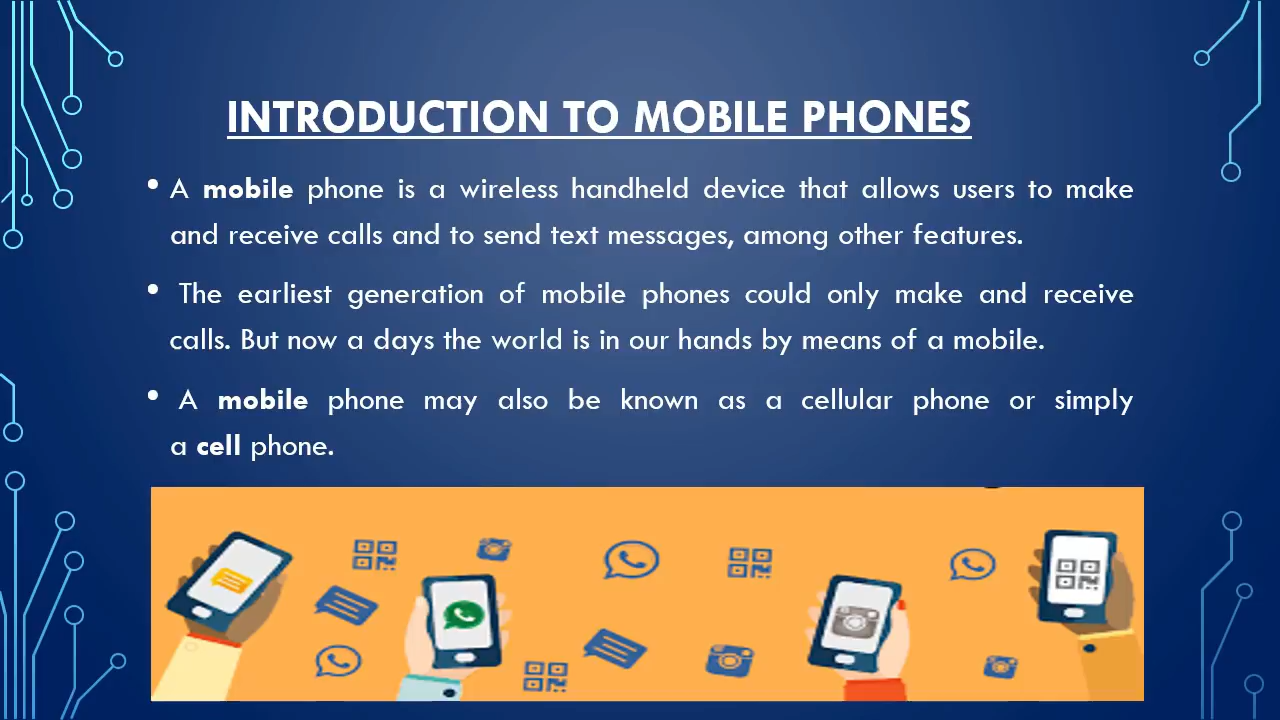 INTRODUCTION TO MOBILE PHONES
• A mobile phone is a wireless handheld device that allows users to make
and receive calls and to send text messages, among other features.
• The earliest generation of mobile phones could only make and receive
calls. But now a days the world is in our hands by means of a mobile.
• A mobile phone may also be known as a cellular phone or simply
a cell phone.